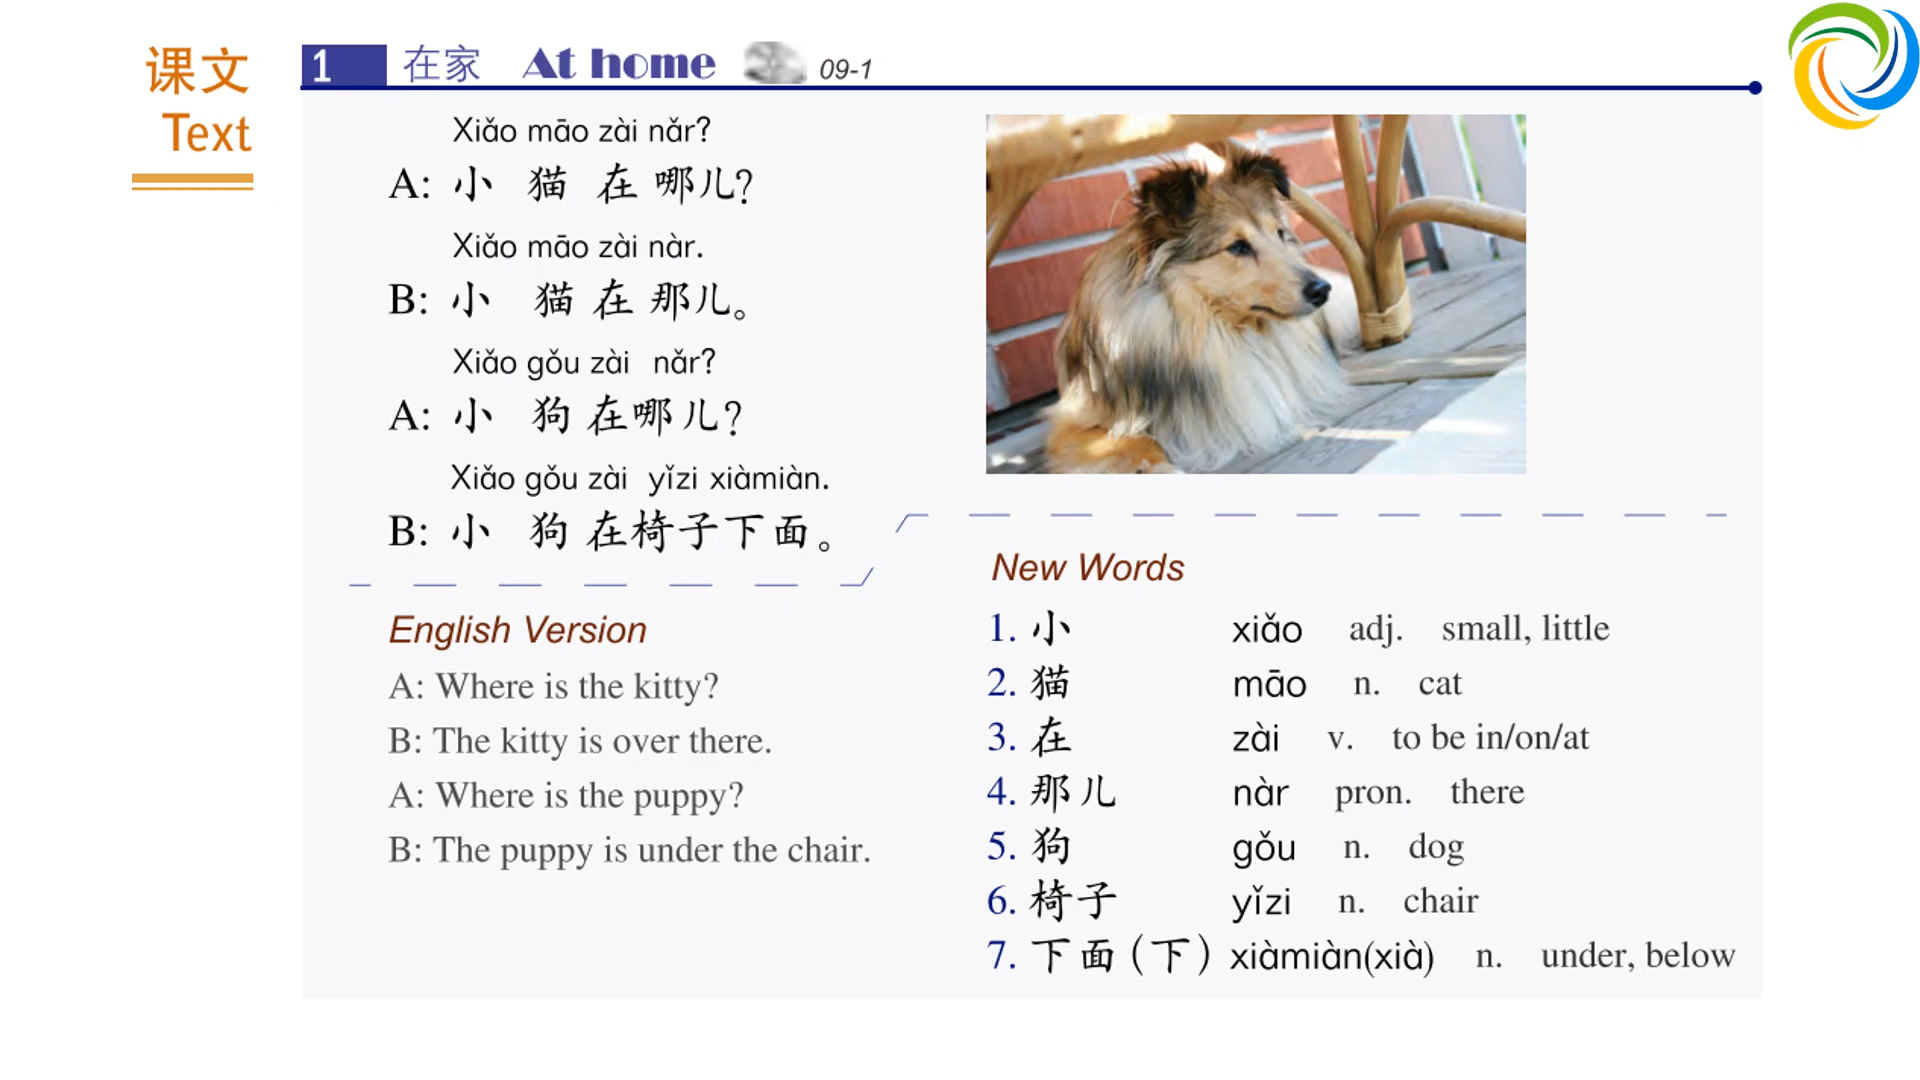 课文
Text
1 在家 At home 09-1
Xiǎo māo zài nǎr?
A: 小 猫 在 哪儿?
Xiǎo māo zài nàr.
B: 小 猫 在 那儿。
Xiǎo gǒu zài nǎr?
A: 小 狗 在哪儿?
Xiǎo gǒu zài yǐzi xiàmiàn.
B: 小 狗 在椅子下面。
English Version
A: Where is the kitty?
B: The kitty is over there.
A: Where is the puppy?
B: The puppy is under the chair.
New Words
1. 小 xiǎo adj. small, little
2. 猫 māo n. cat
3. 在 zài v. to be in/on/at
4. 那儿 nàr pron. there
5. 狗 gǒu n. dog
6. 椅子 yǐzi n. chair
7. 下面(下) xiàmiàn(xià) n. under, below